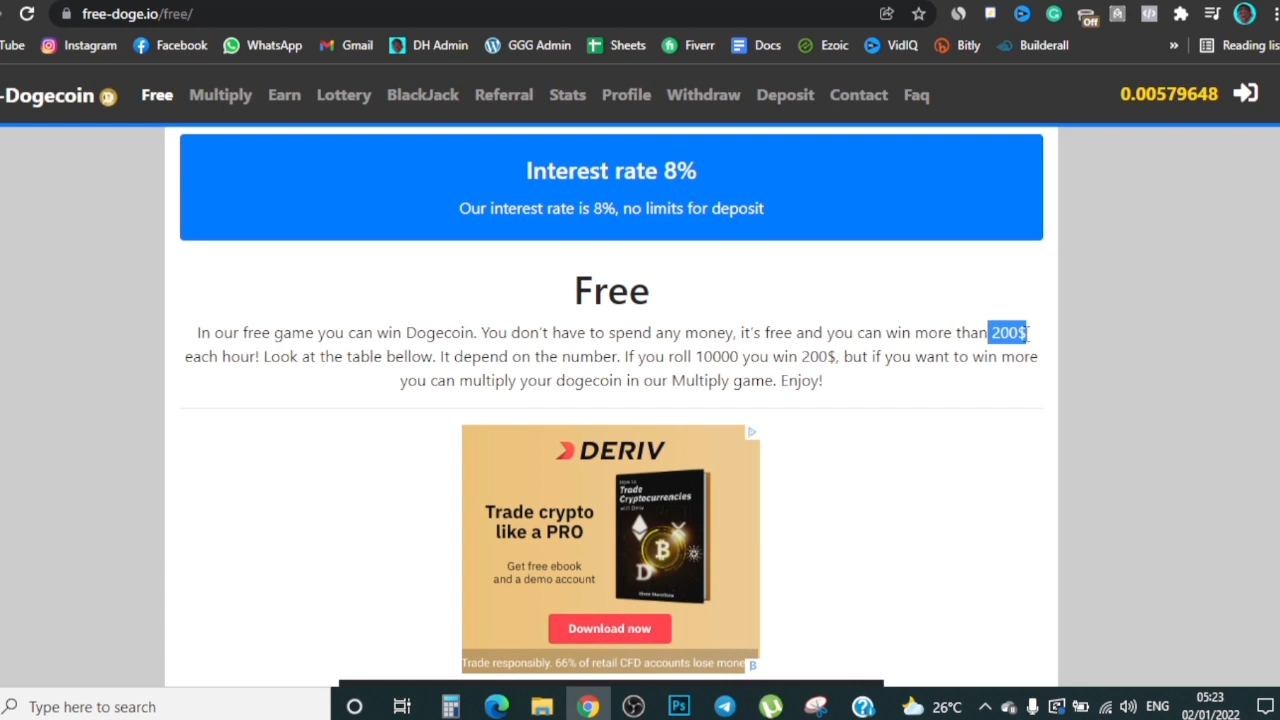 free-doge.io/free/
Off
Tube Instagram Facebook WhatsApp Gmail DH Admin GGG Admin Sheets Fiverr Docs Ezoic VidIQ Bitly Builderall » Reading lis
-Dogecoin Free Multiply Earn Lottery BlackJack Referral Stats Profile Withdraw Deposit Contact Faq 0.00579648
Interest rate 8%
Our interest rate is 8%, no limits for deposit
Free
In our free game you can win Dogecoin. You don't have to spend any money, it's free and you can win more than 200$
each hour! Look at the table bellow. It depend on the number. If you roll 10000 you win 200$, but if you want to win more
you can multiply your dogecoin in our Multiply game. Enjoy!
DERIV
How to
Trade
Cryptocurrencies
with Deriv
Trade crypto
like a PRO
Get free ebook
and a demo account
Download now
Trade responsibly. 66% of retail CFD accounts lose mone
B
Type here to search
26°C
ENG
05:23
02/01/2022